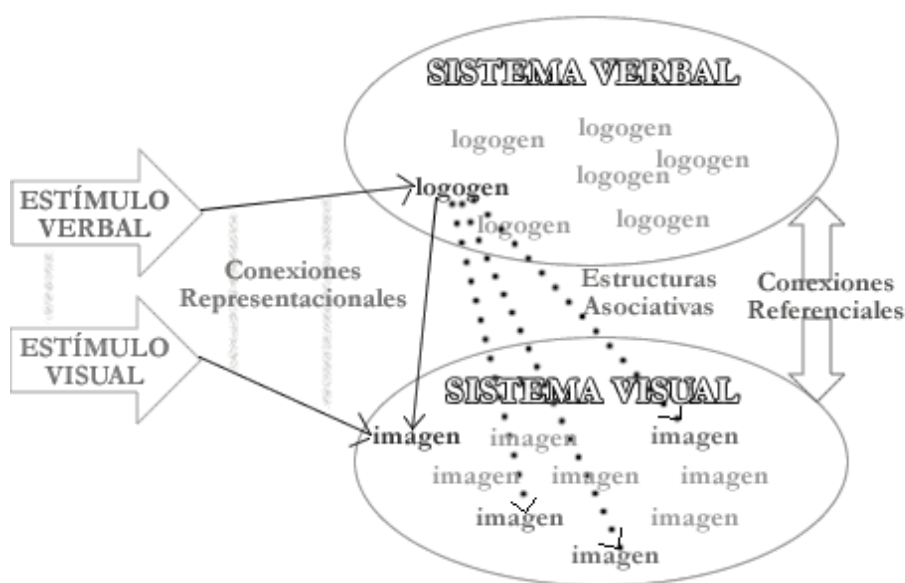 SISTEMA VERBAL
logogen
logogen
logogen
logogen
logogen
logogen
logogen
ESTÍMULO
VERBAL
Conexiones
Representacionales
Estructuras
Asociativas
Conexiones
Referenciales
ESTÍMULO
VISUAL
SISTEMA VISUAL
imagen
imagen
imagen
imagen
imagen
imagen
imagen
imagen
imagen